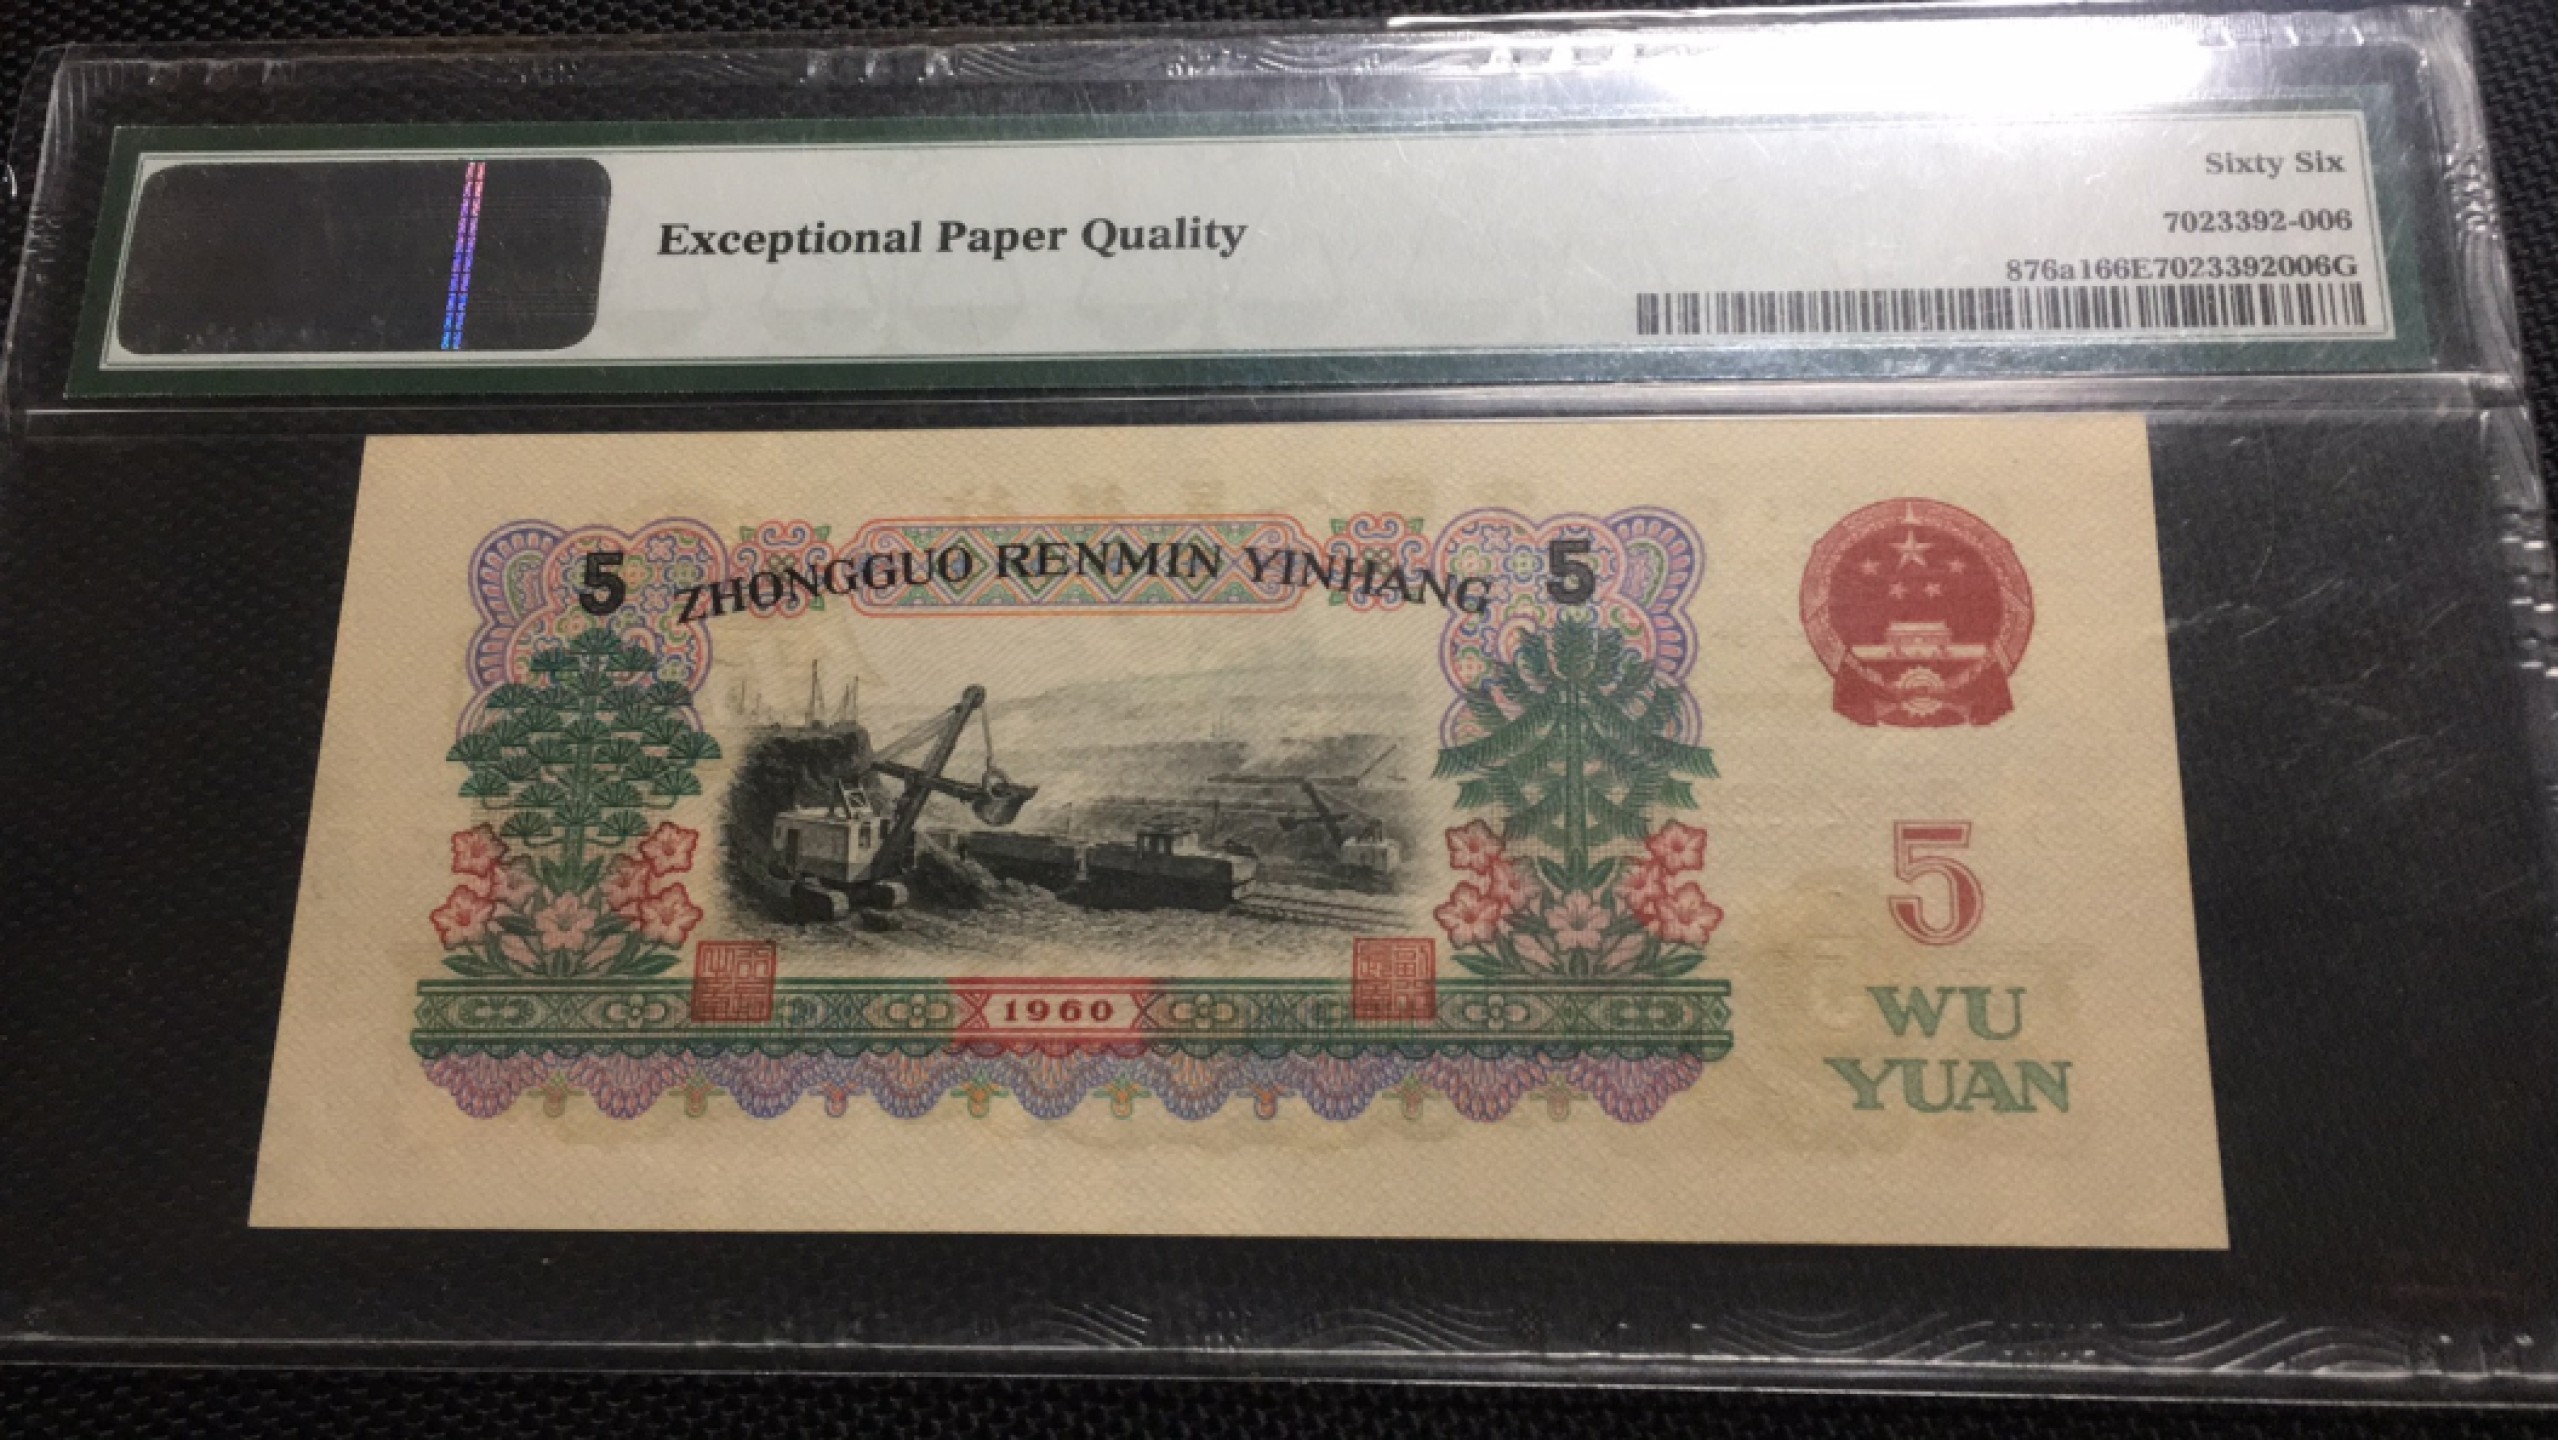 Sixty Six
Exceptional Paper Quality
7023392-006
876a166E7023392006G
5 ZHONGGUO RENMIN YINHANG 5
5
1960
WU
YUAN